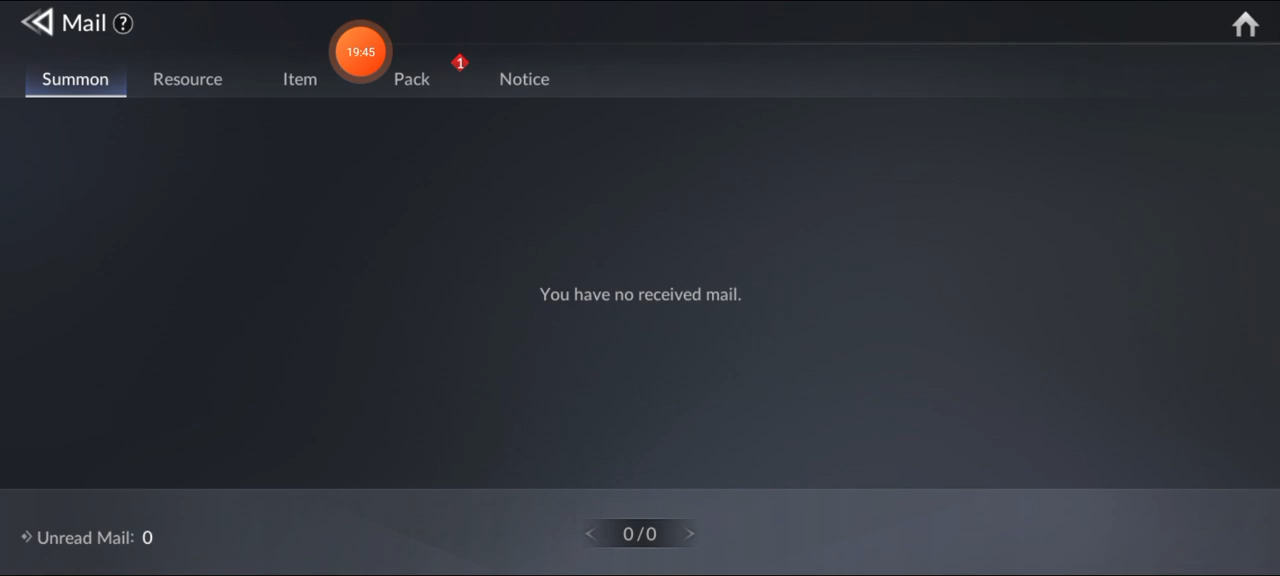 Mail ?
19:45
1
Summon Resource Item Pack Notice
You have no received mail.
Unread Mail: 0
< 0/0 >